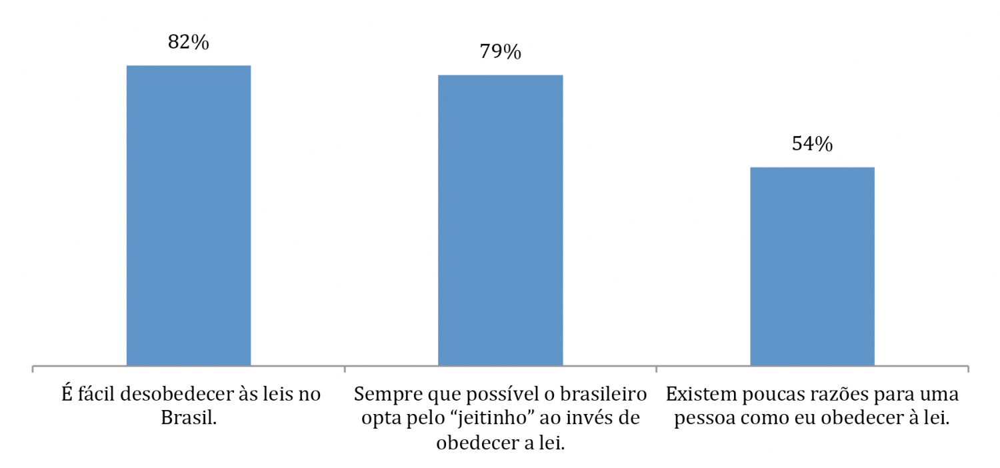 82%
79%
54%
É fácil desobedecer às leis no
Brasil.
Sempre que possível o brasileiro
opta pelo “jeitinho” ao invés de
obedecer a lei.
Existem poucas razões para uma
pessoa como eu obedecer à lei.